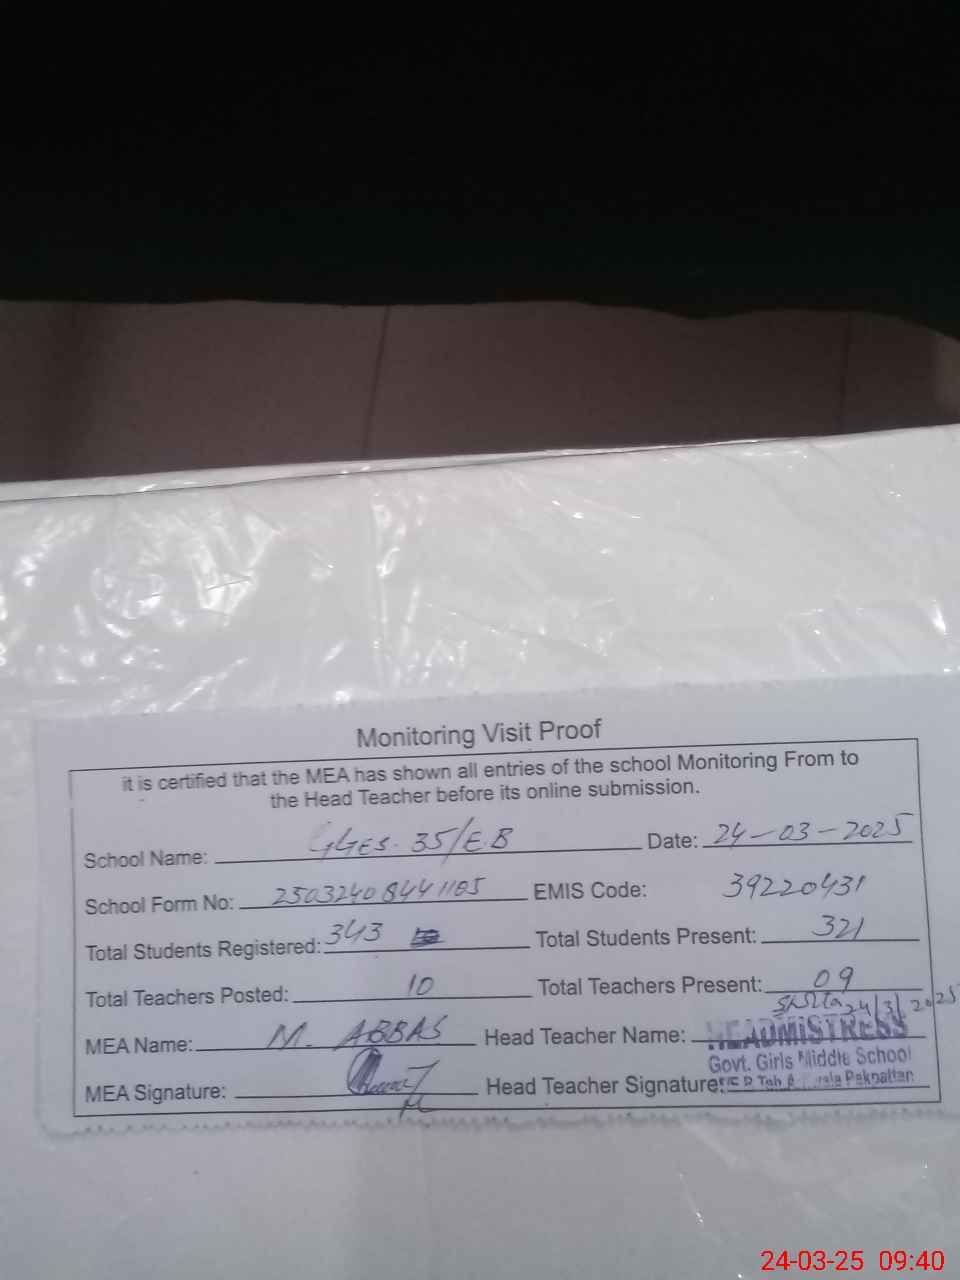 Monitoring Visit Proof
it is certified that the MEA has shown all entries of the school Monitoring From to
the Head Teacher before its online submission.
School Name: GGES. 35/E.B Date: 24-03-2025
School Form No: 25032408441105 EMIS Code: 39220431
Total Students Registered: 343 Total Students Present: 321
Total Teachers Posted: 10 Total Teachers Present: 09
24/3/2025
MEA Name: M. ABBAS Head Teacher Name: HEADMISTRESS
Govt. Girls Middle School
MEA Signature: Head Teacher Signature: Pakpattan
24-03-25 09:40